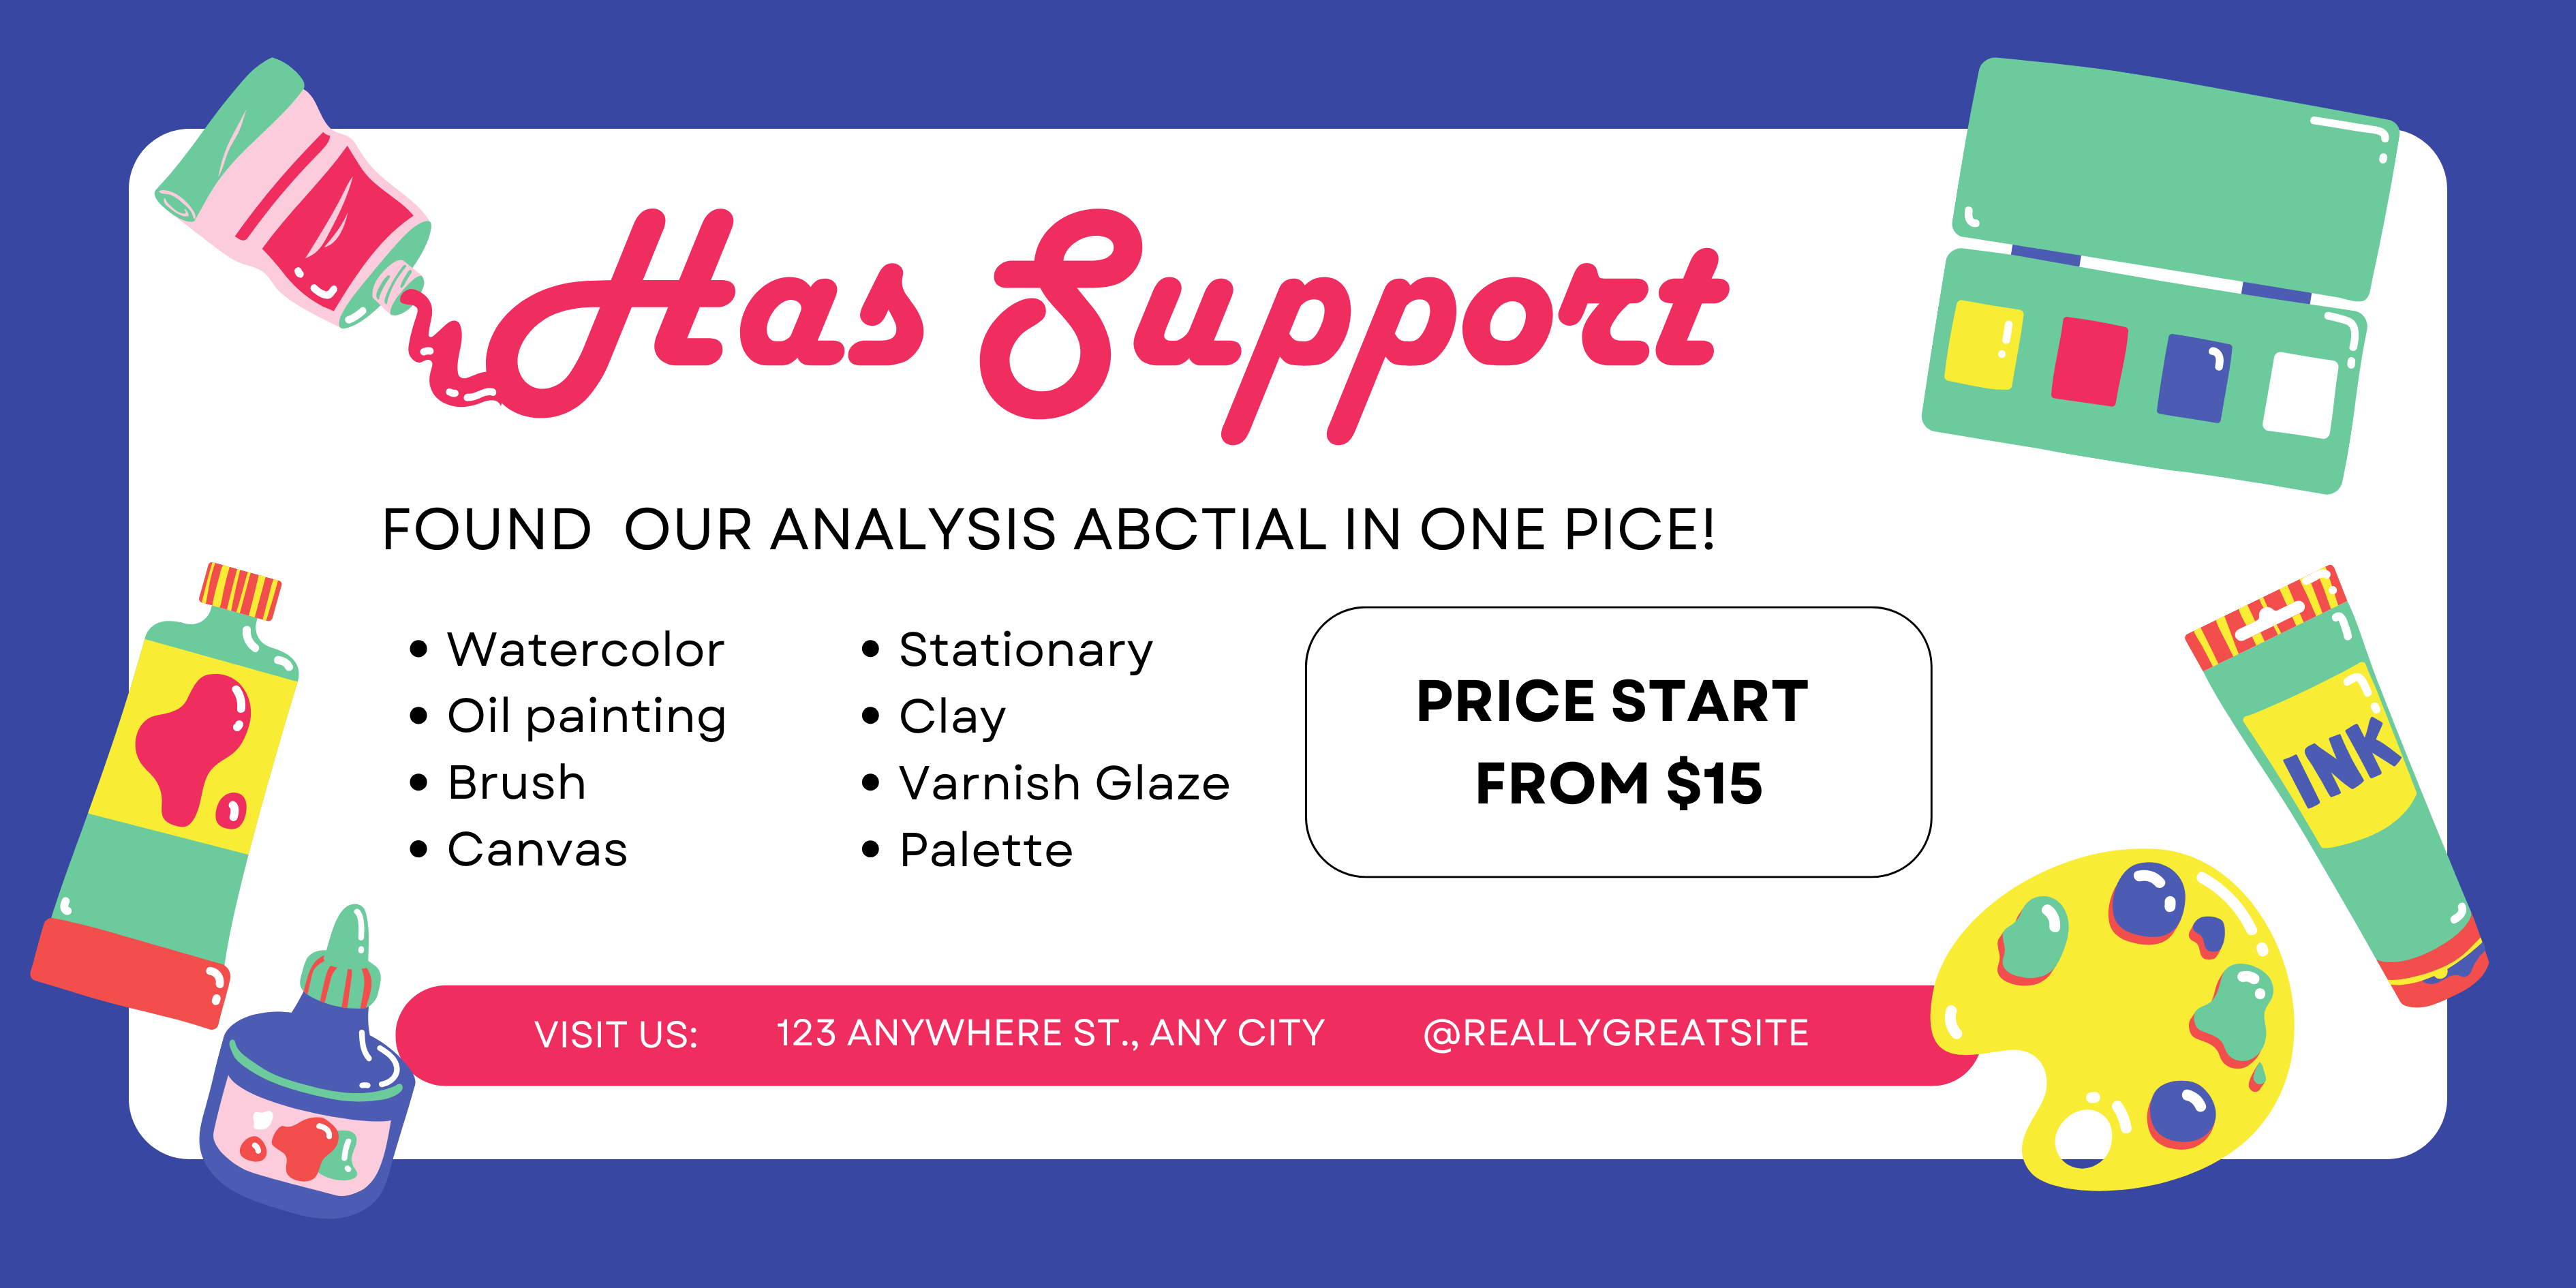 Has Support
FOUND OUR ANALYSIS ABCTIAL IN ONE PICE!
Watercolor
Oil painting
Brush
Canvas
Stationary
Clay
Varnish Glaze
Palette
PRICE START
FROM $15
INK
VISIT US: 123 ANYWHERE ST., ANY CITY @REALLYGREATSITE